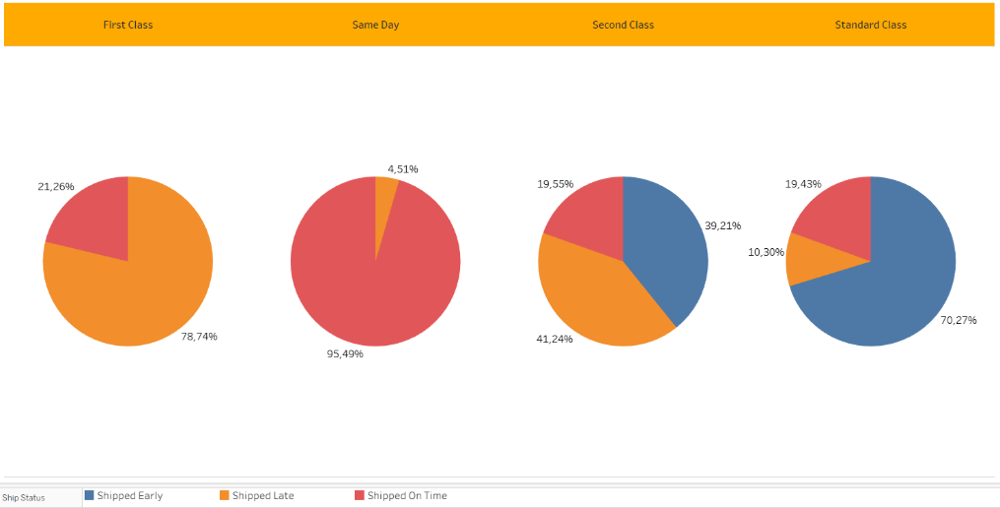 First Class Same Day Second Class Standard Class
4,51%
21,26% 19,55% 19,43%
39,21%
10,30%
70,27%
78,74% 41,24%
95,49%
Ship Status Shipped Early Shipped Late Shipped On Time